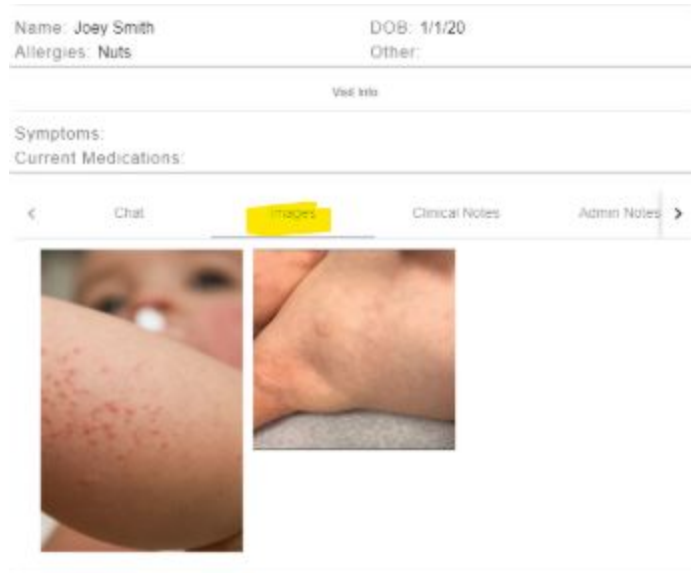 Name: Joey Smith DOB: 1/1/20
Allergies: Nuts Other:
Visit Info
Symptoms:
Current Medications:
< Chat Images Clinical Notes Admin Notes >